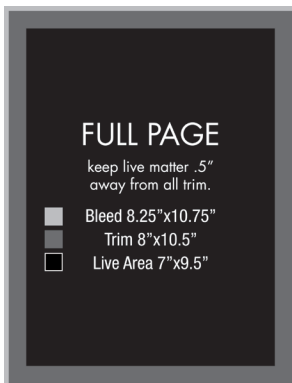 FULL PAGE
keep live matter .5”
away from all trim.
Bleed 8.25”x10.75”
Trim 8”x10.5”
Live Area 7”x9.5”